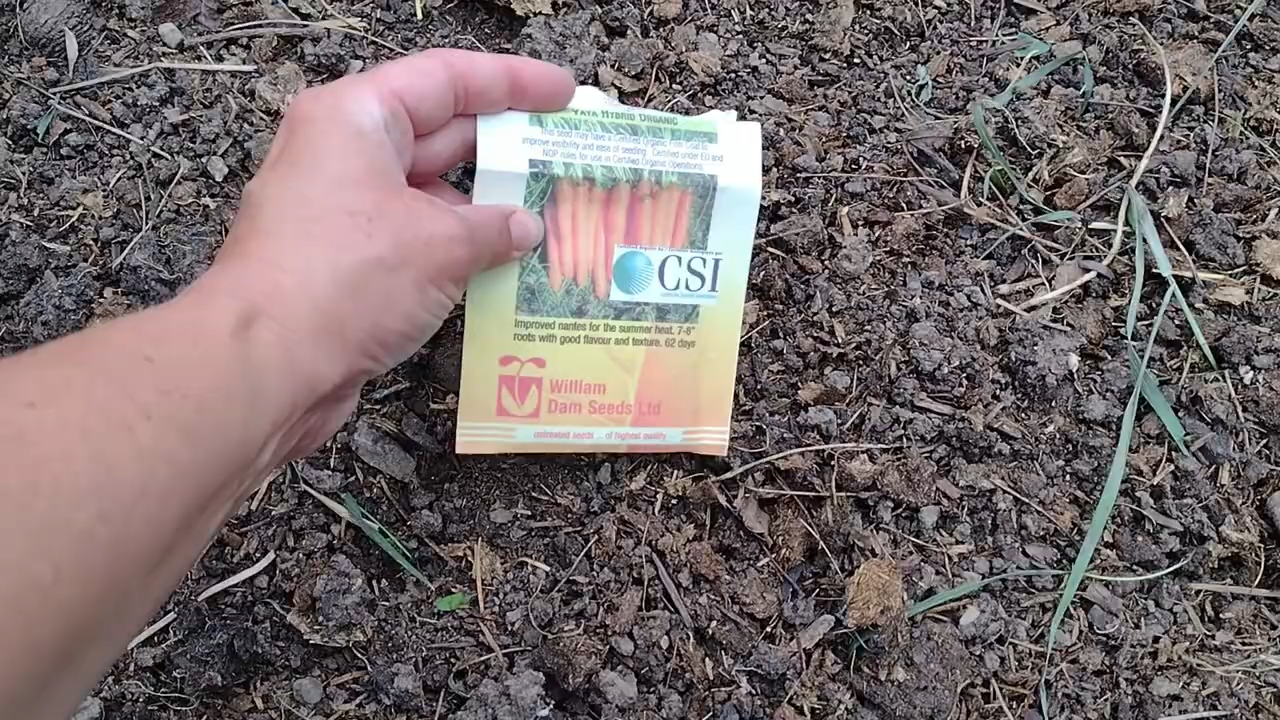 YAYA HYBRID ORGANIC
This seed may have a Certified Organic Film Coat to
improve visibility and ease of seeding. Certified under EU and
NOP rules for use in Certified Organic Operations
CSI
Improved nantes for the summer heat, 7-8"
roots with good flavour and texture. 62 days
William
Dam Seeds Ltd
untreated seeds ... of highest quality